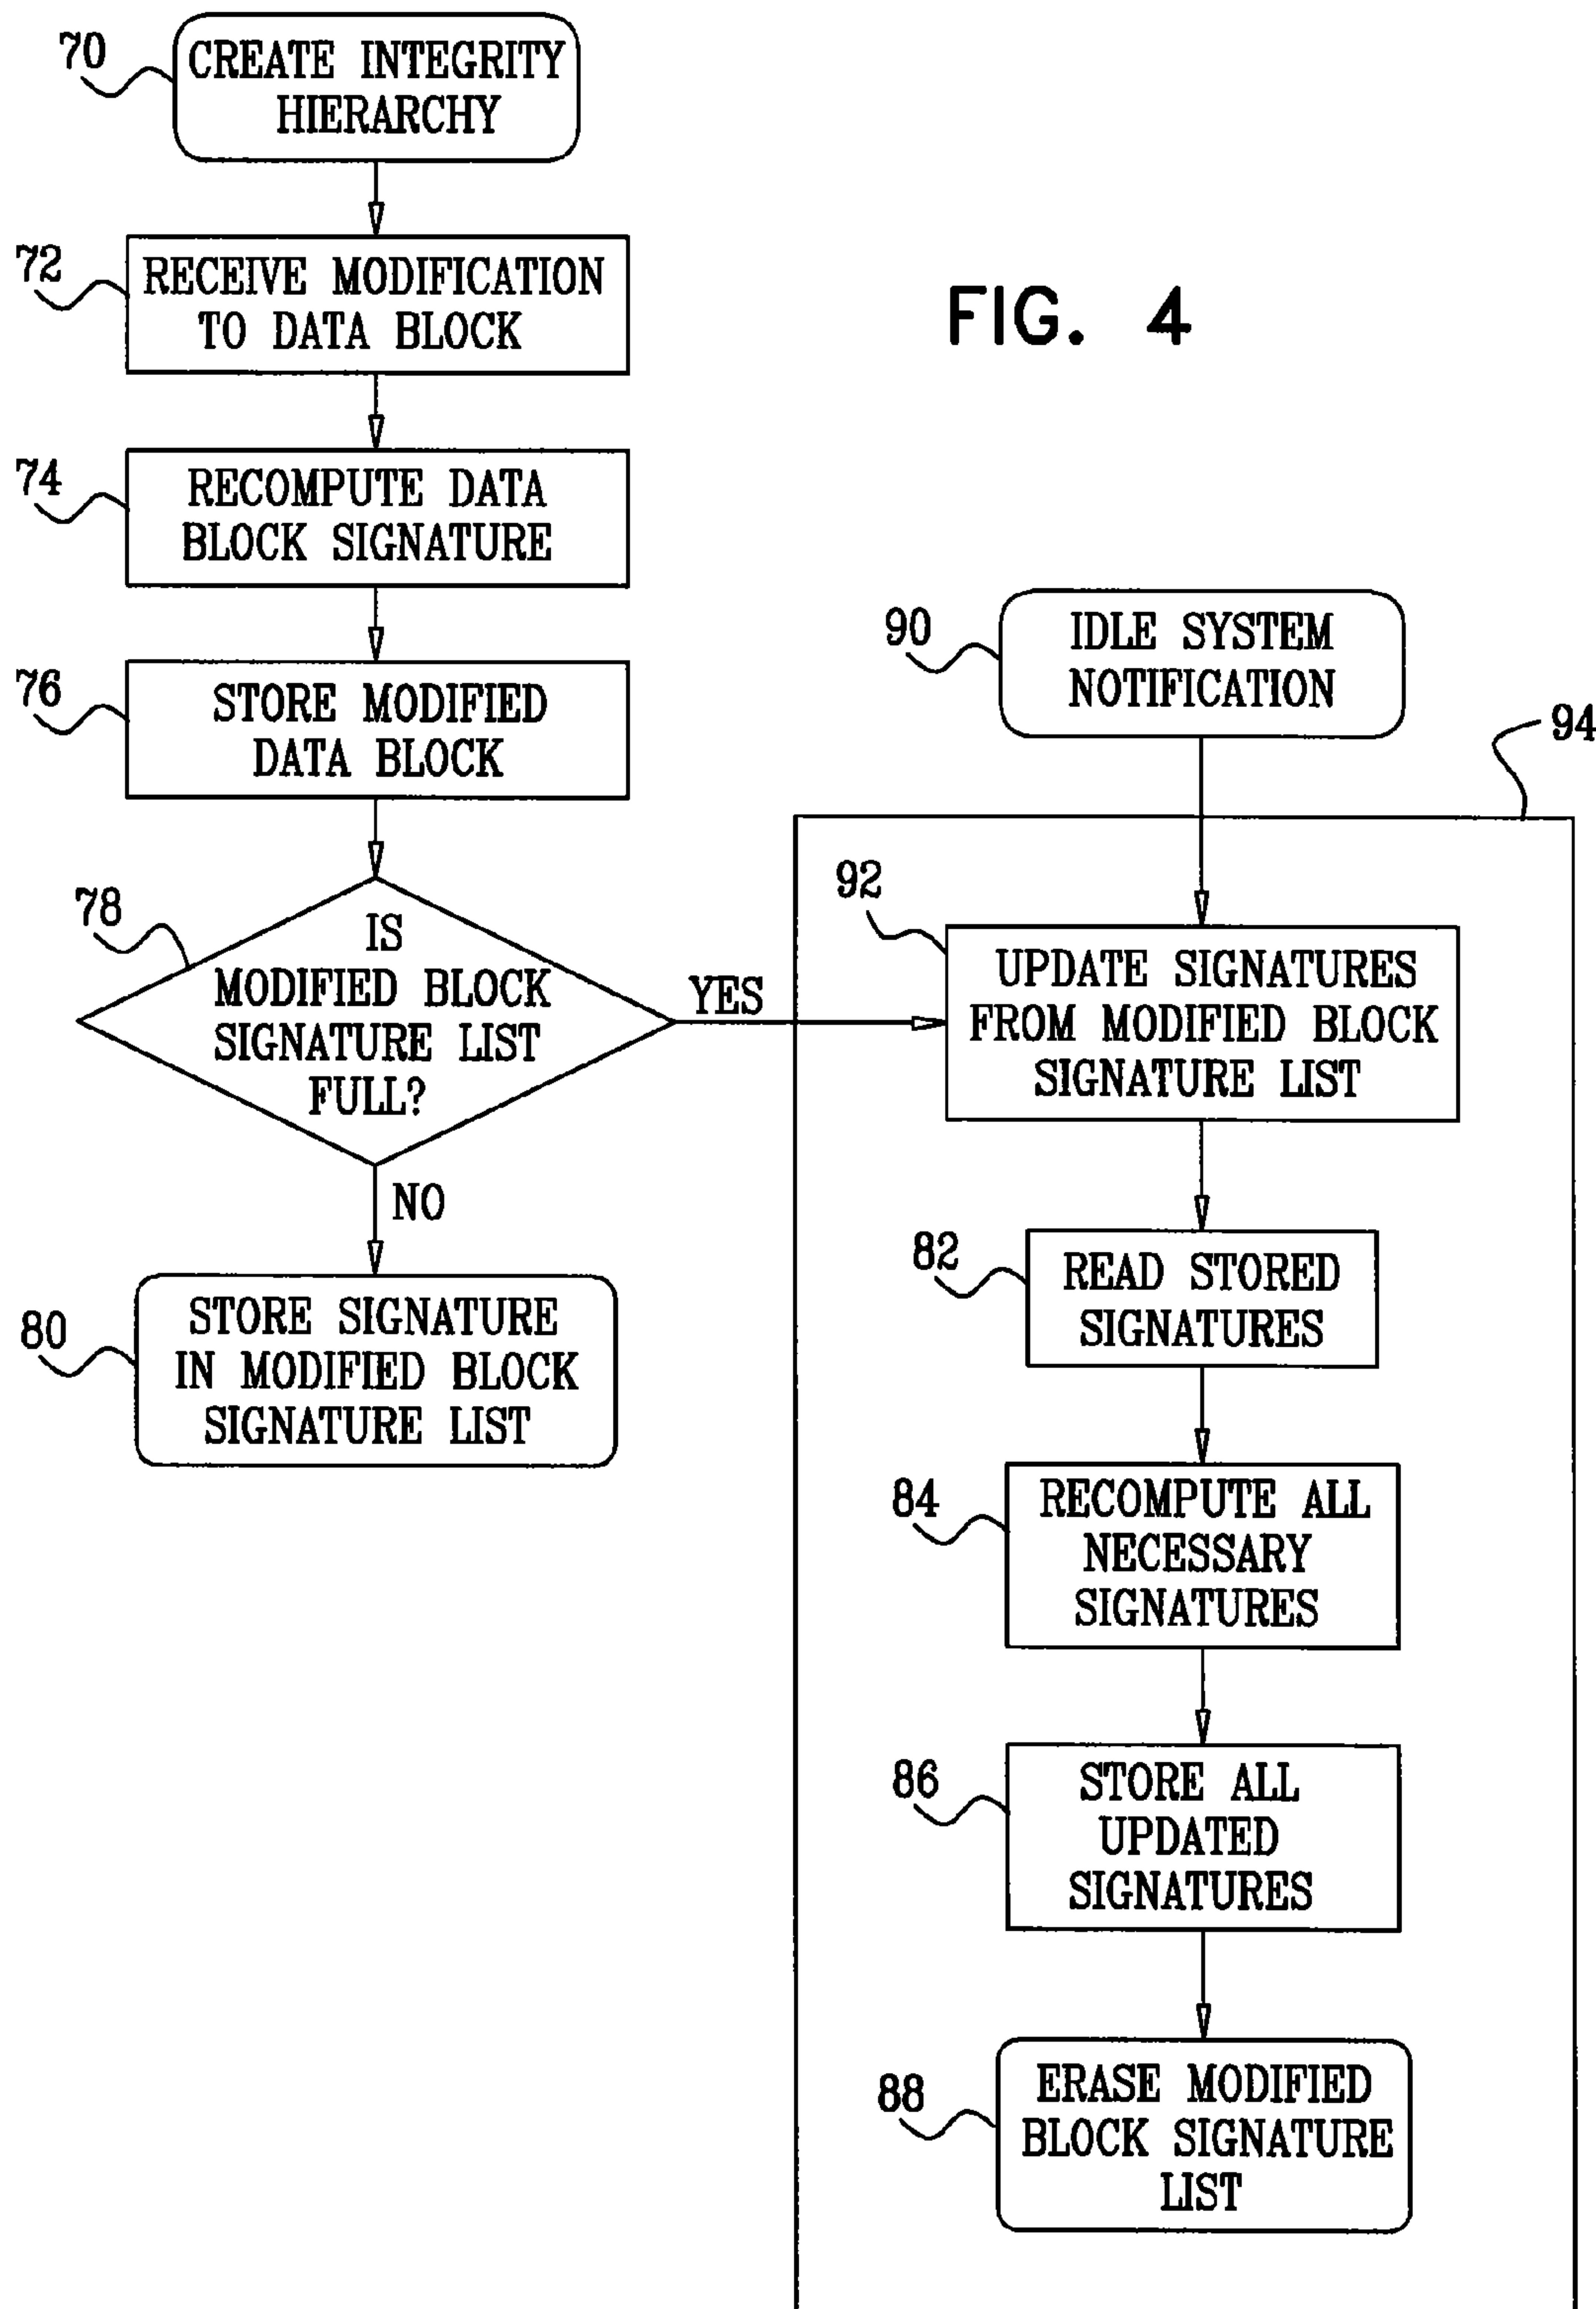 70
CREATE INTEGRITY
HIERARCHY
72
RECEIVE MODIFICATION
TO DATA BLOCK
FIG. 4
74
RECOMPUTE DATA
BLOCK SIGNATURE
76
STORE MODIFIED
DATA BLOCK
78
IS
MODIFIED BLOCK
SIGNATURE LIST
FULL?
YES
NO
80
STORE SIGNATURE
IN MODIFIED BLOCK
SIGNATURE LIST
90
IDLE SYSTEM
NOTIFICATION
94
92
UPDATE SIGNATURES
FROM MODIFIED BLOCK
SIGNATURE LIST
82
READ STORED
SIGNATURES
84
RECOMPUTE ALL
NECESSARY
SIGNATURES
86
STORE ALL
UPDATED
SIGNATURES
88
ERASE MODIFIED
BLOCK SIGNATURE
LIST